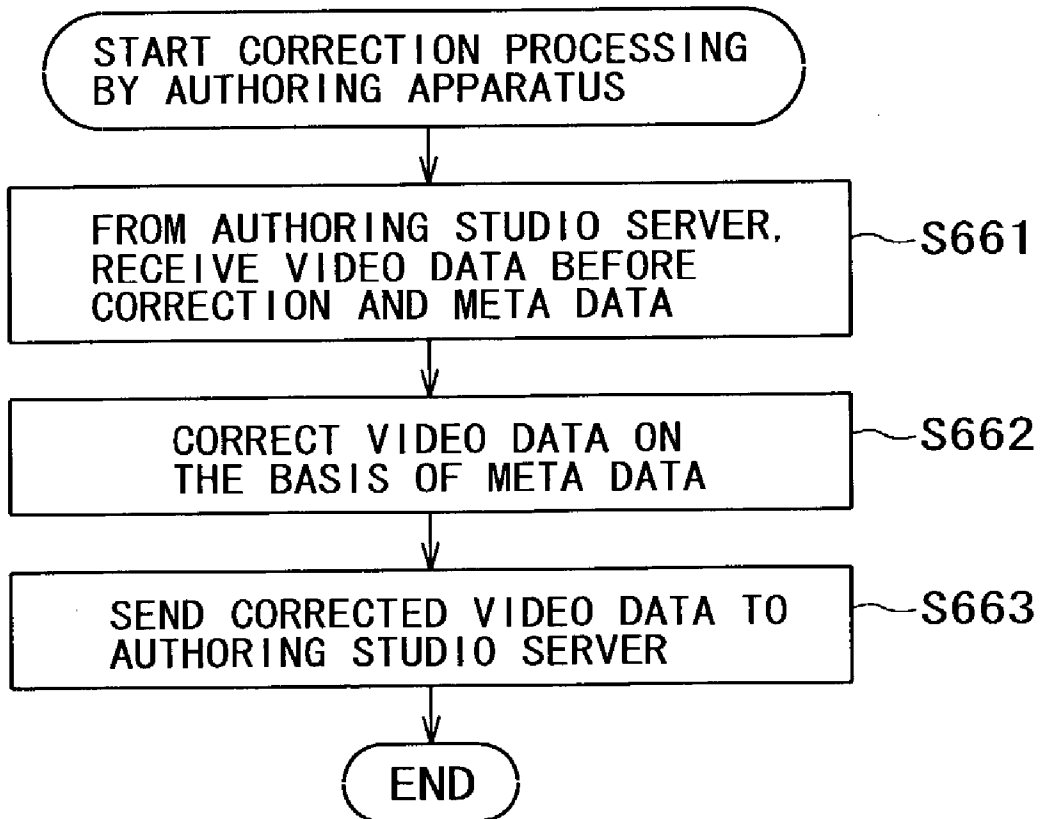 START CORRECTION PROCESSING
BY AUTHORING APPARATUS
FROM AUTHORING STUDIO SERVER,
RECEIVE VIDEO DATA BEFORE
CORRECTION AND META DATA
S661
CORRECT VIDEO DATA ON
THE BASIS OF META DATA
S662
SEND CORRECTED VIDEO DATA TO
AUTHORING STUDIO SERVER
S663
END